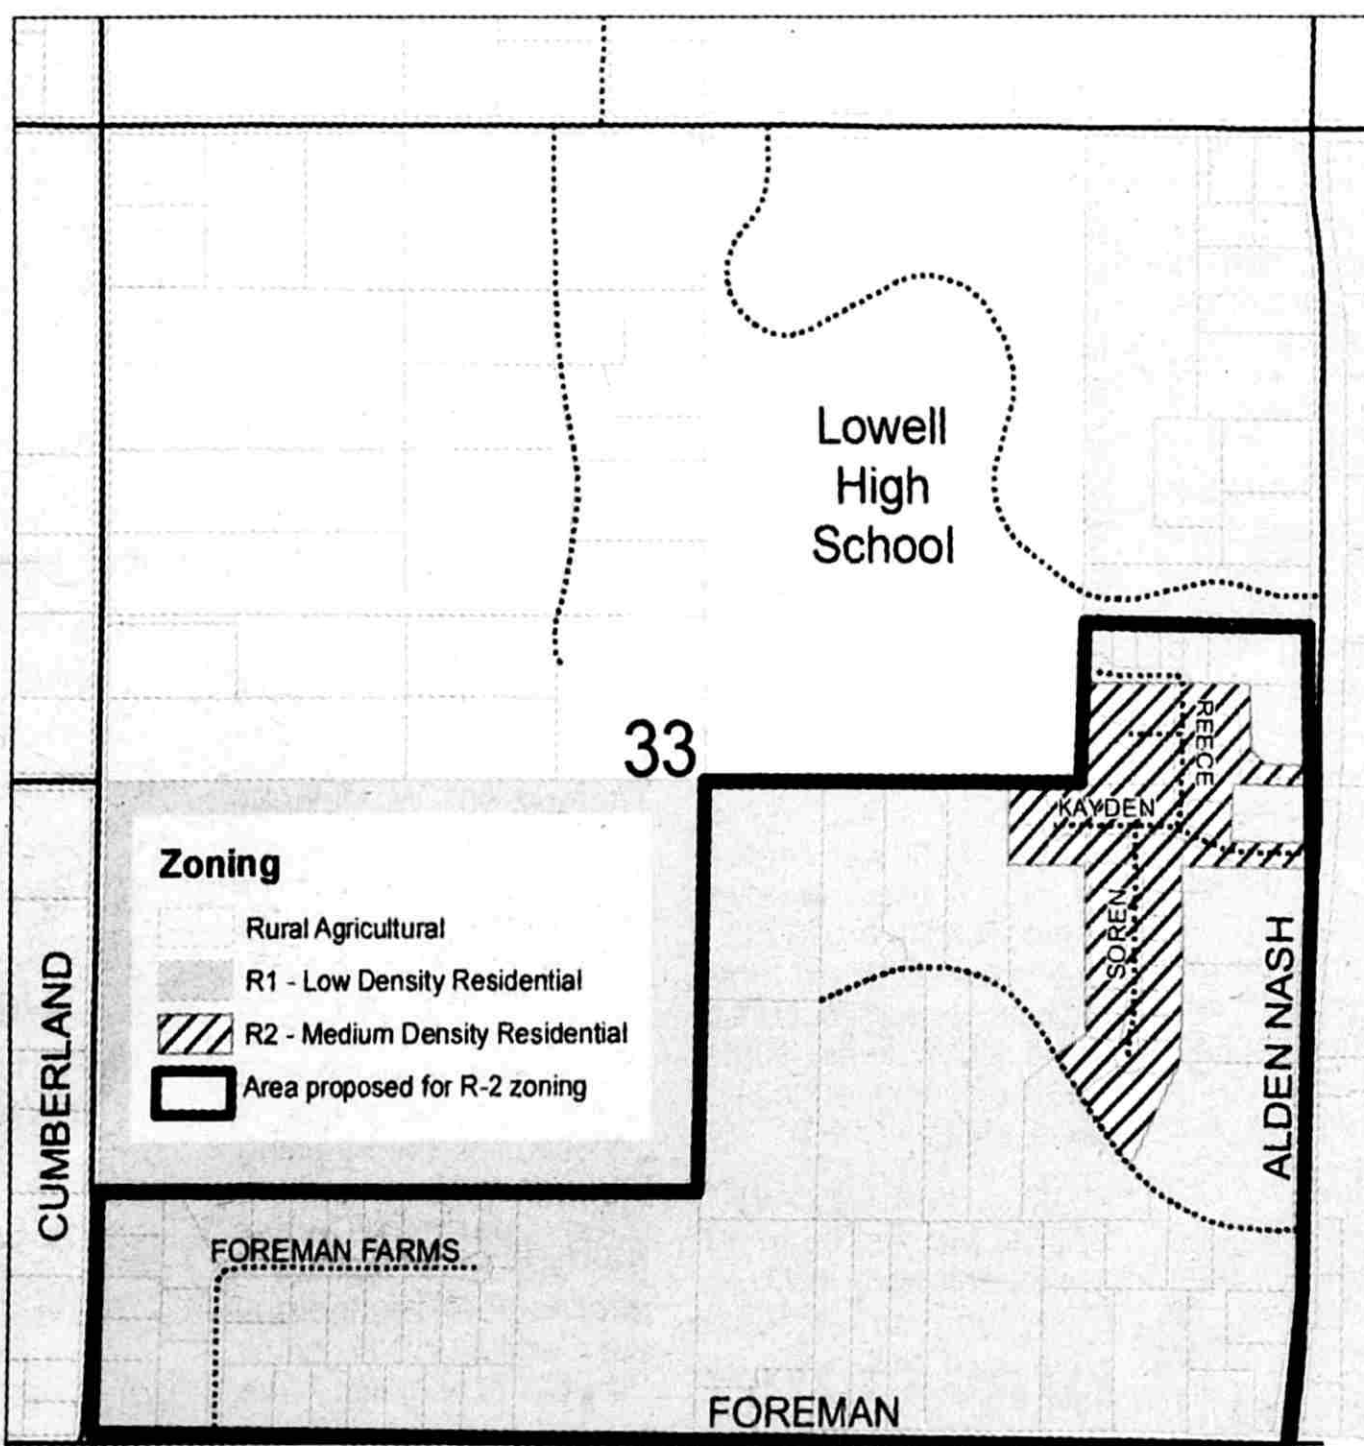 Lowell
High
School
33
REECE
KAYDEN
SOREN
Zoning
Rural Agricultural
R1 - Low Density Residential
R2 - Medium Density Residential
Area proposed for R-2 zoning
CUMBERLAND
ALDEN NASH
FOREMAN FARMS
FOREMAN